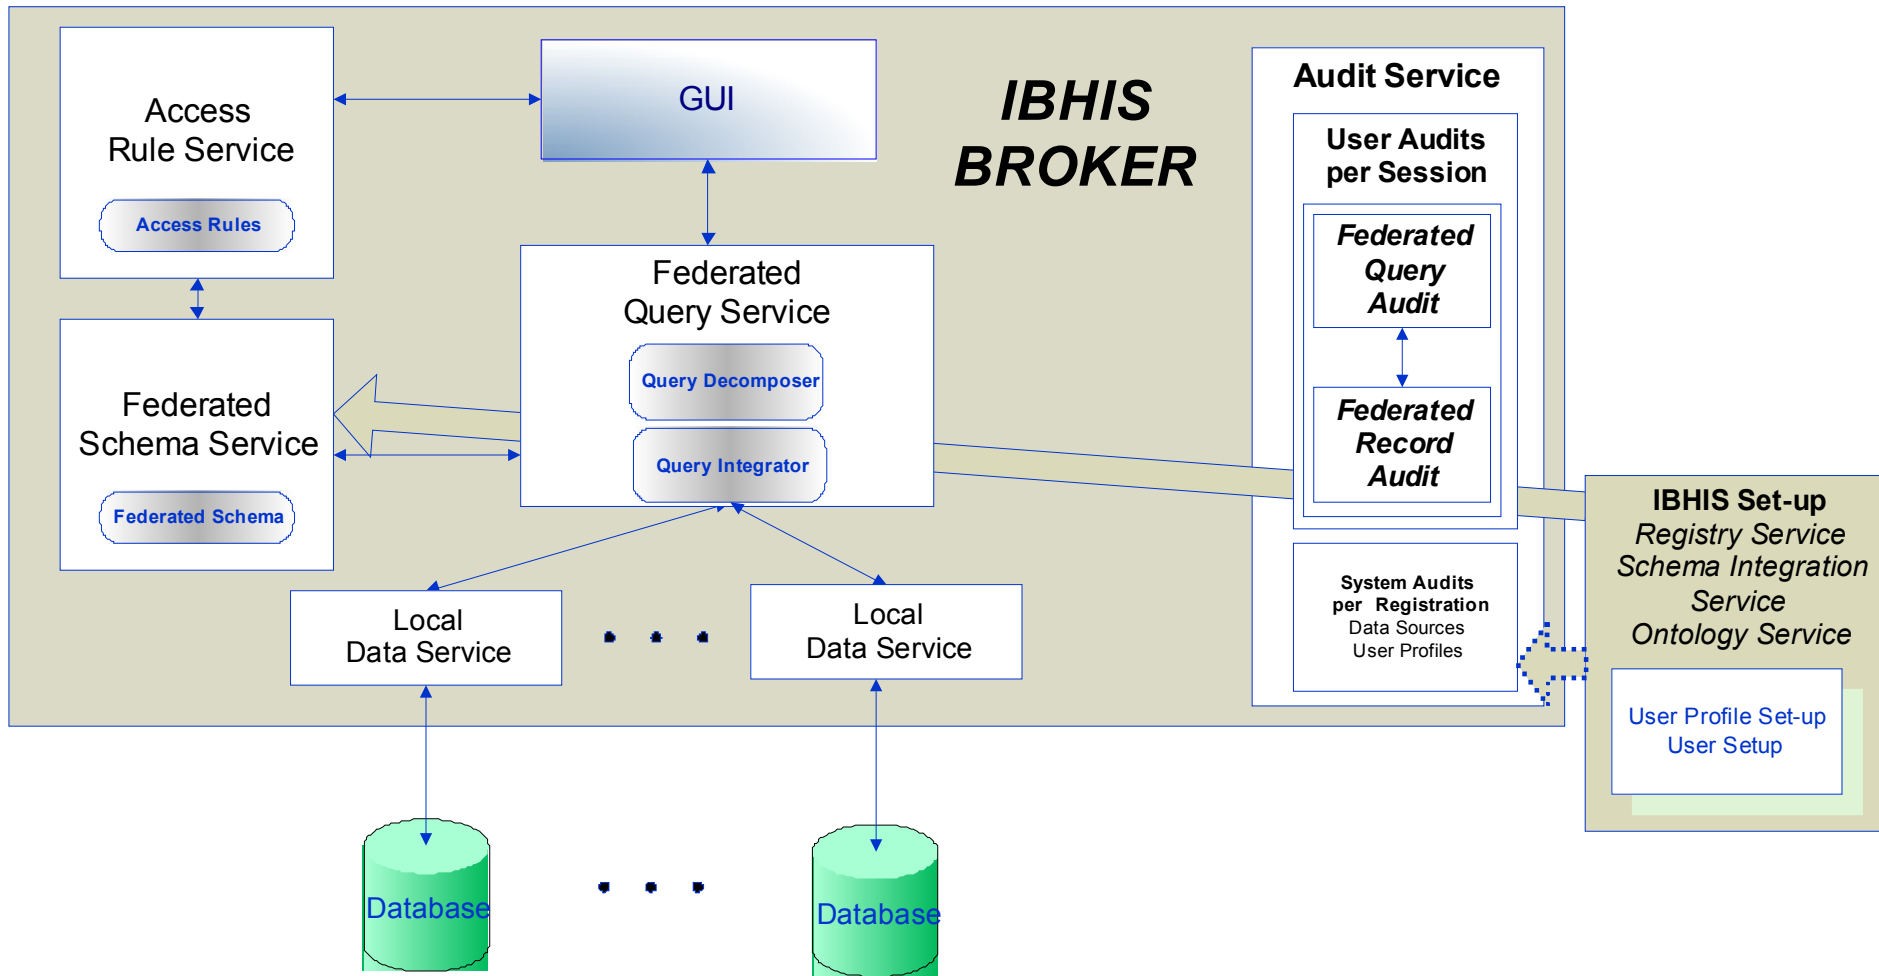 Access
Rule Service
Access Rules
GUI
IBHIS
BROKER
Audit Service
User Audits
per Session
Federated
Query
Audit
Federated
Record
Audit
Federated
Query Service
Query Decomposer
Query Integrator
Federated
Schema Service
Federated Schema
Local
Data Service
Local
Data Service
System Audits
per Registration
Data Sources
User Profiles
IBHIS Set-up
Registry Service
Schema Integration
Service
Ontology Service
User Profile Set-up
User Setup
Database
Database